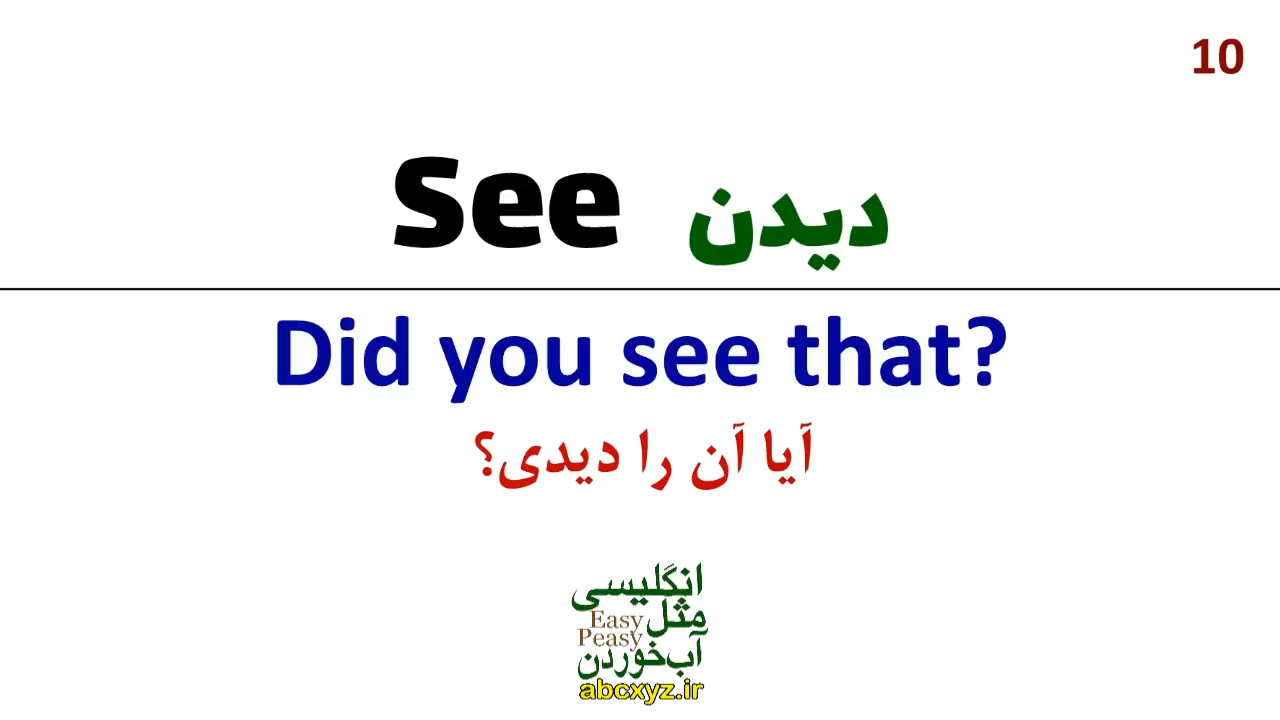 10
See دیدن
Did you see that?
آیا آن را دیدی؟
انگلیسی
مثل Easy
Peasy
آب‌خوردن
abcxyz.ir